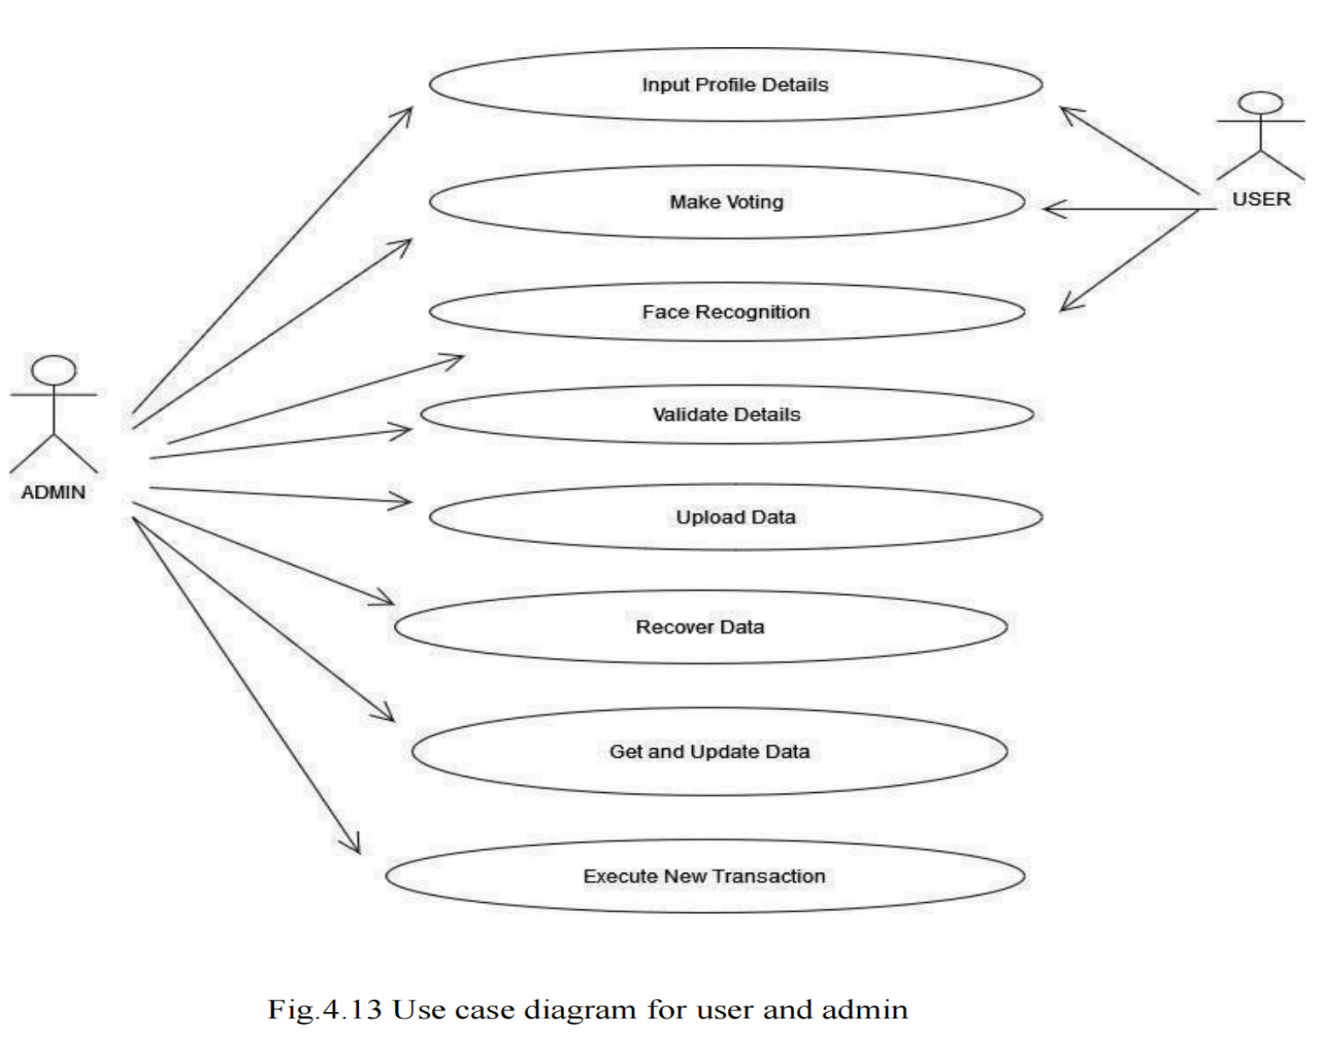 Input Profile Details
Make Voting
USER
Face Recognition
Validate Details
ADMIN
Upload Data
Recover Data
Get and Update Data
Execute New Transaction
Fig.4.13 Use case diagram for user and admin